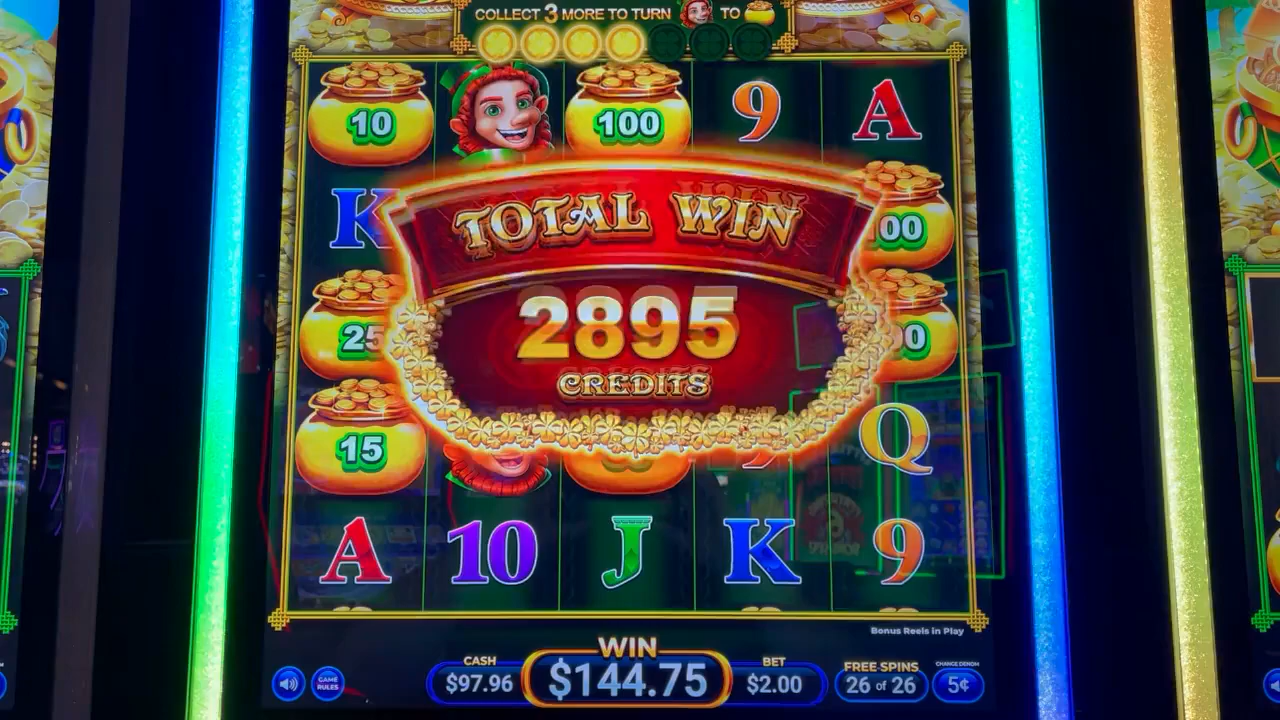 COLLECT 3 MORE TO TURN TO
10
100
9
A
K
00
TOTAL WIN
25
2895
CREDITS
15
Q
A
10
J
K
9
Bonus Reels in Play
WIN
CASH
$97.96
$144.75
BET
$2.00
FREE SPINS
26 OF 26
CHANGE DENOM
5¢
GAME
RULES